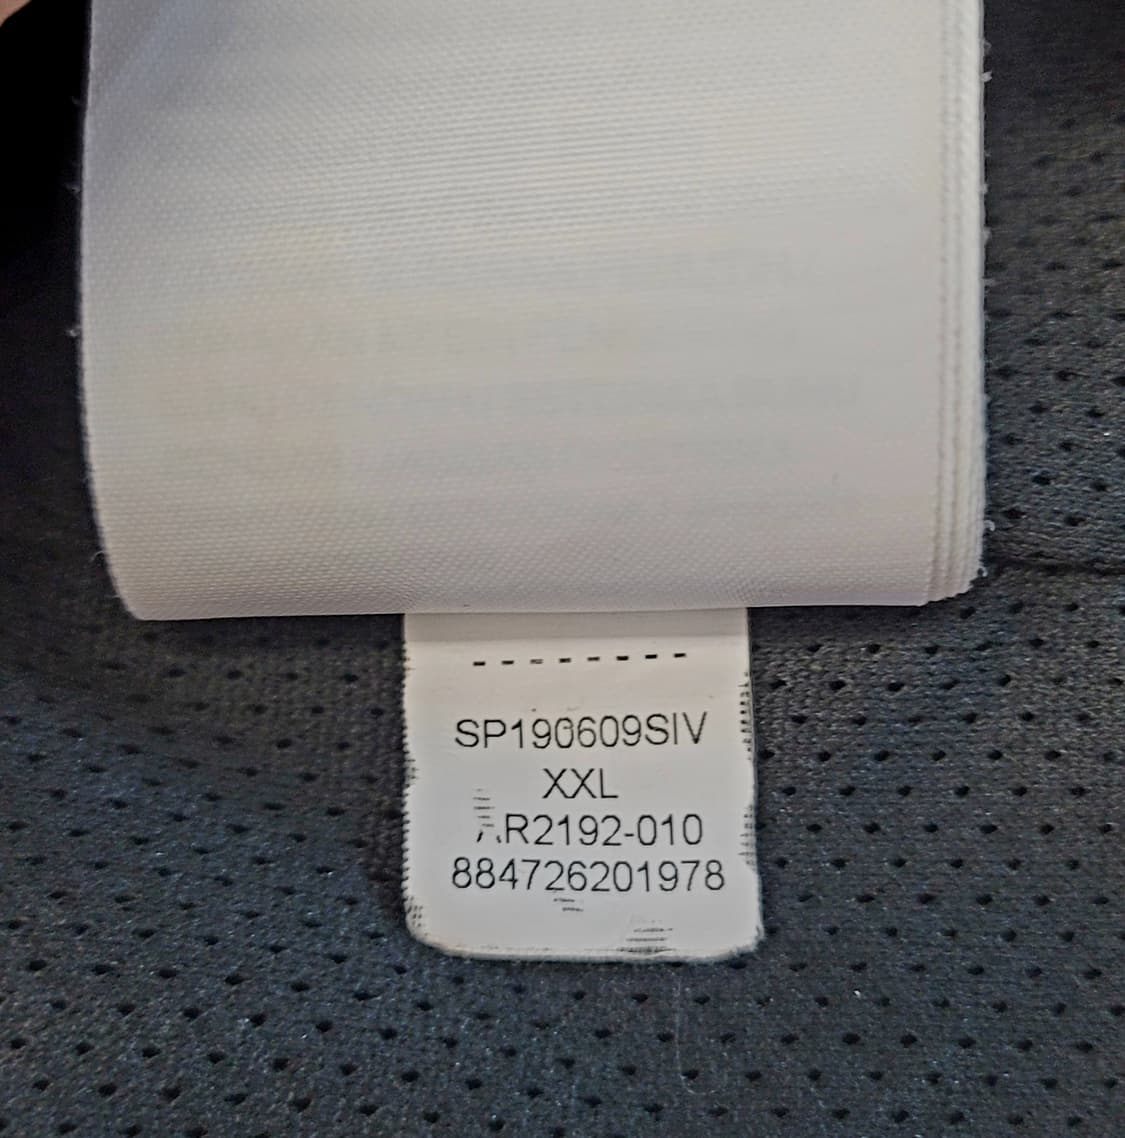 --------
SP190609SIV
XXL
AR2192-010
884726201978